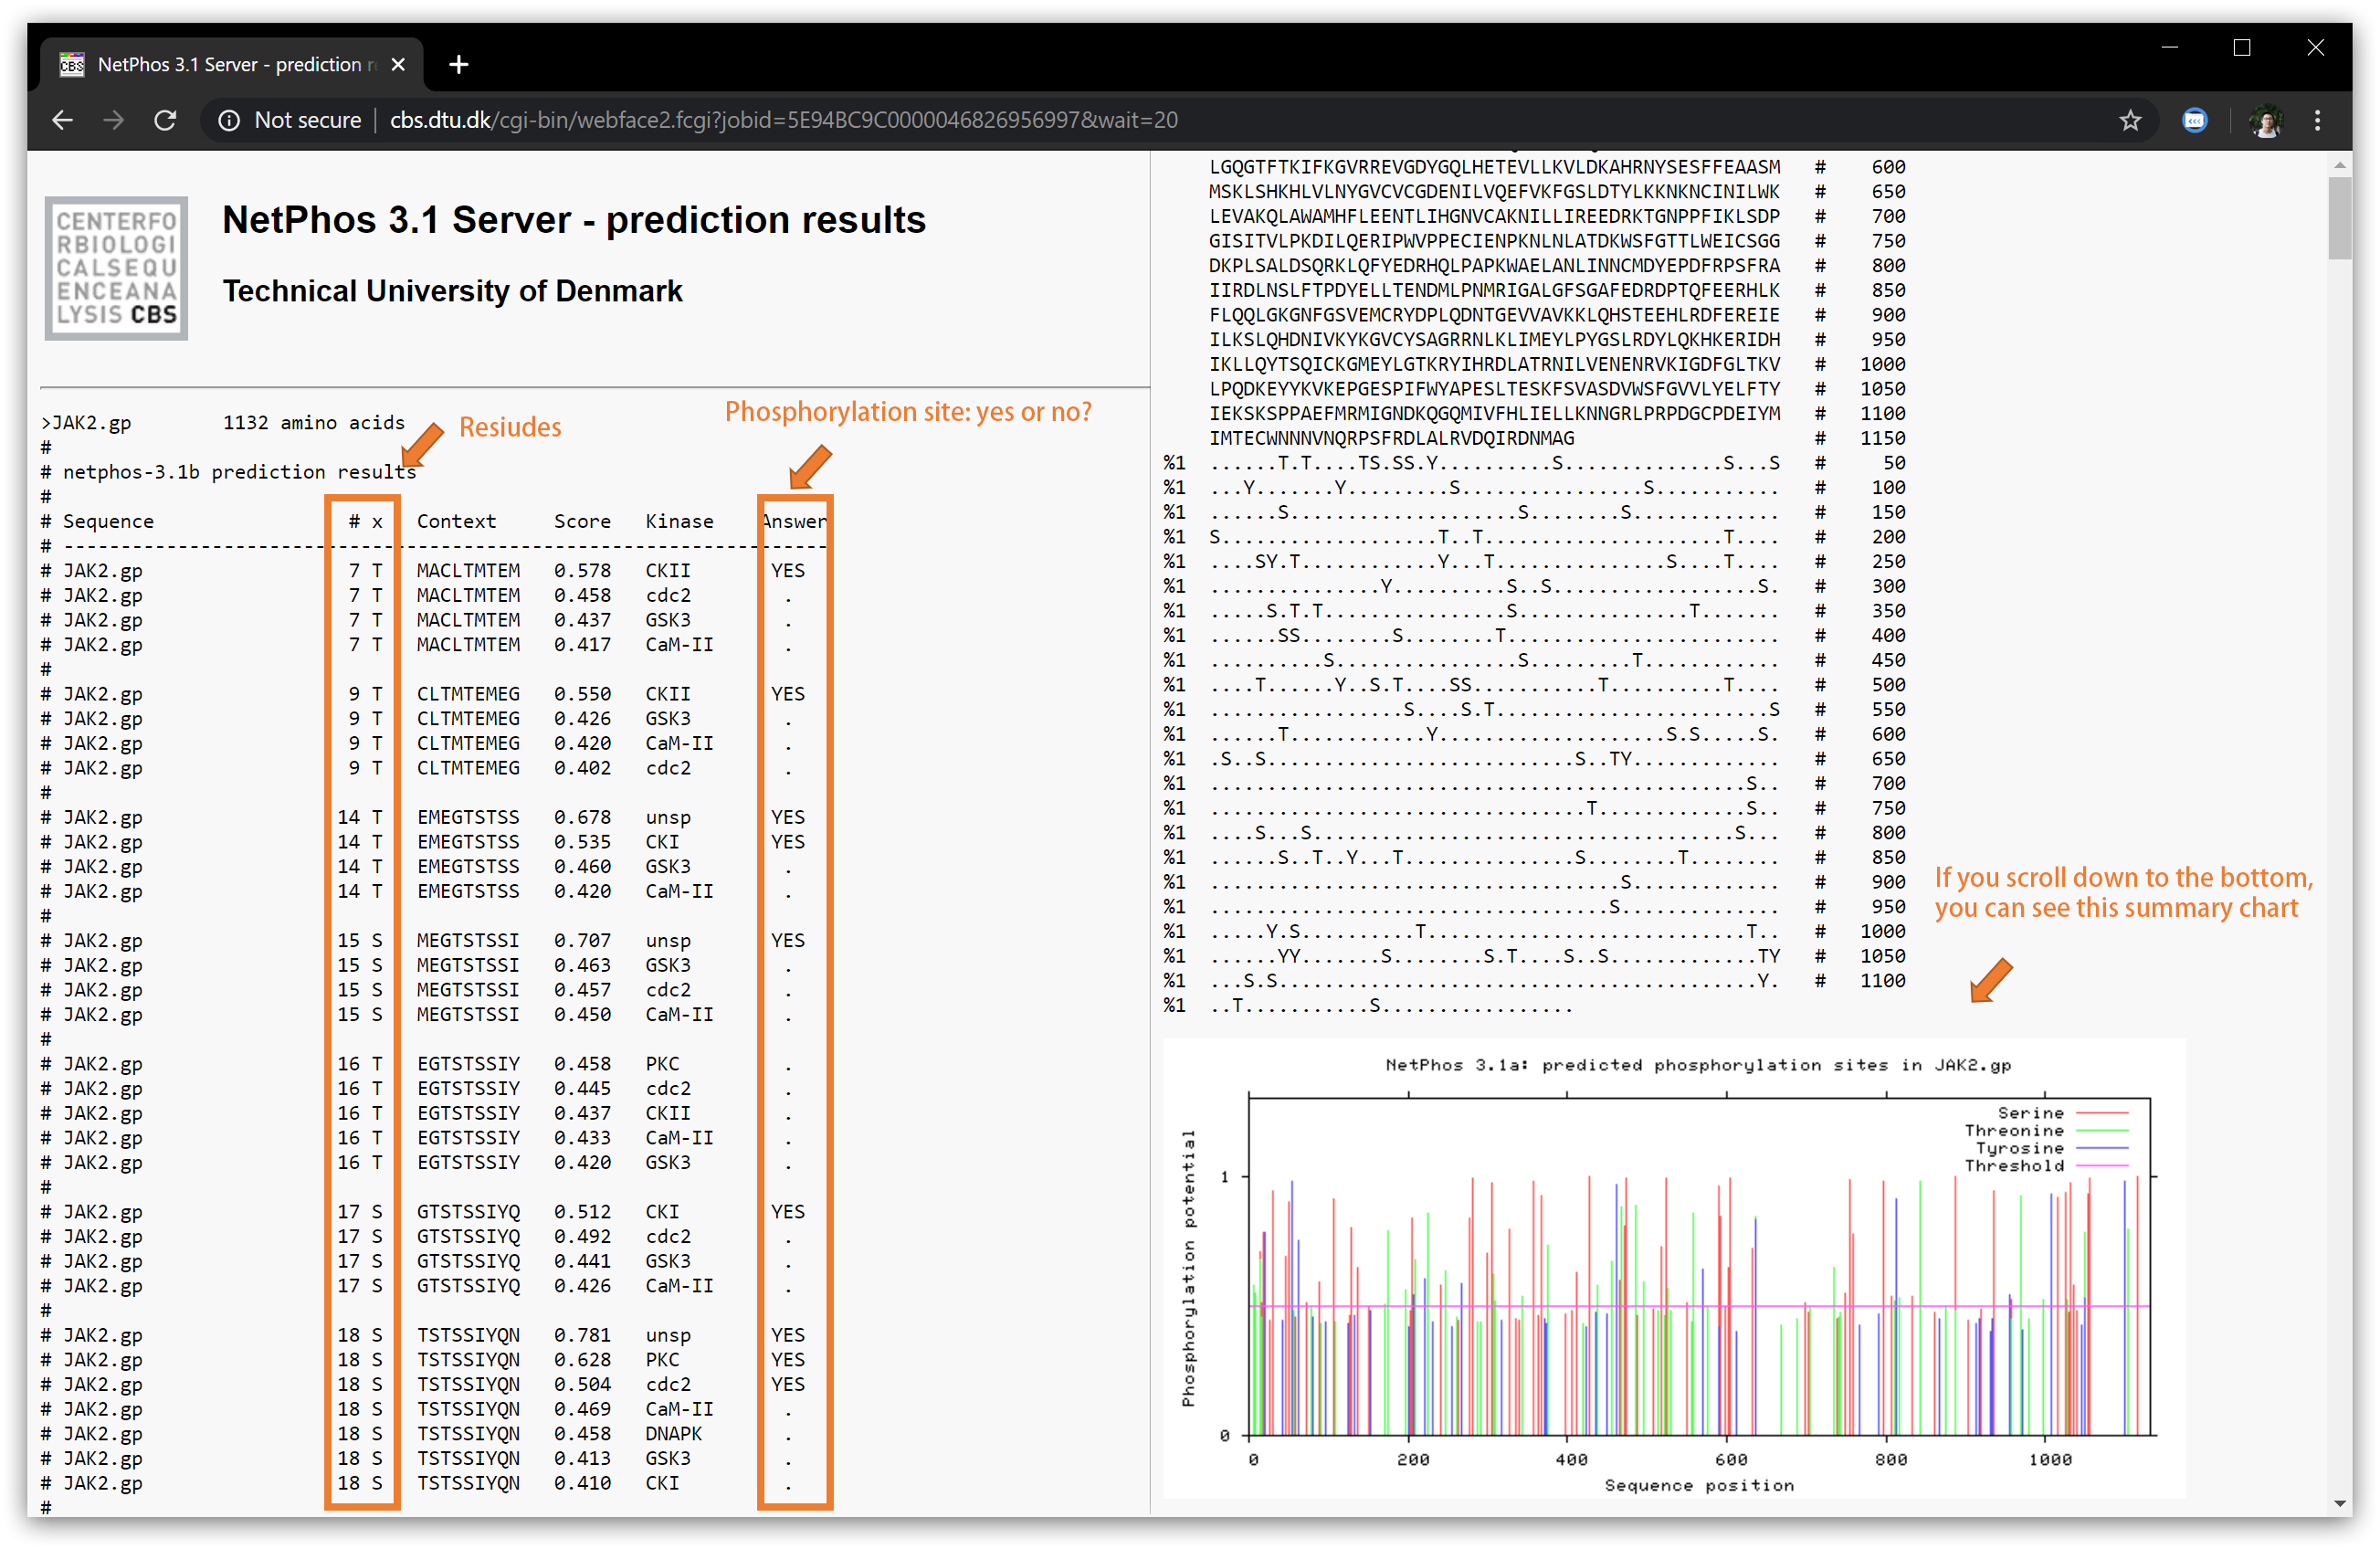 NetPhos 3.1 Server - prediction r
Not secure
cbs.dtu.dk/cgi-bin/webface2.fcgi?jobid=5E94BC9C0000046826956997&wait=20
CENTERFO
RBIOLOGI
CALSEQU
ENCEANA
LYSIS CBS
NetPhos 3.1 Server - prediction results
Technical University of Denmark
>JAK2.gp 1132 amino acids
Resiudes
Phosphorylation site: yes or no?
#
# netphos-3.1b prediction results
#
# Sequence # x Context Score Kinase Answer
# -------------------------------------------------------------------
# JAK2.gp 7 T MACLTMTEM 0.578 CKII YES
# JAK2.gp 7 T MACLTMTEM 0.458 cdc2 .
# JAK2.gp 7 T MACLTMTEM 0.437 GSK3 .
# JAK2.gp 7 T MACLTMTEM 0.417 CaM-II .
#
# JAK2.gp 9 T CLTMTEMEG 0.550 CKII YES
# JAK2.gp 9 T CLTMTEMEG 0.426 GSK3 .
# JAK2.gp 9 T CLTMTEMEG 0.420 CaM-II .
# JAK2.gp 9 T CLTMTEMEG 0.402 cdc2 .
#
# JAK2.gp 14 T EMEGTSTSS 0.678 unsp YES
# JAK2.gp 14 T EMEGTSTSS 0.535 CKI YES
# JAK2.gp 14 T EMEGTSTSS 0.460 GSK3 .
# JAK2.gp 14 T EMEGTSTSS 0.420 CaM-II .
#
# JAK2.gp 15 S MEGTSTSSI 0.707 unsp YES
# JAK2.gp 15 S MEGTSTSSI 0.463 GSK3 .
# JAK2.gp 15 S MEGTSTSSI 0.457 cdc2 .
# JAK2.gp 15 S MEGTSTSSI 0.450 CaM-II .
#
# JAK2.gp 16 T EGTSTSSIY 0.458 PKC .
# JAK2.gp 16 T EGTSTSSIY 0.445 cdc2 .
# JAK2.gp 16 T EGTSTSSIY 0.437 CKII .
# JAK2.gp 16 T EGTSTSSIY 0.433 CaM-II .
# JAK2.gp 16 T EGTSTSSIY 0.420 GSK3 .
#
# JAK2.gp 17 S GTSTSSIYQ 0.512 CKI YES
# JAK2.gp 17 S GTSTSSIYQ 0.492 cdc2 .
# JAK2.gp 17 S GTSTSSIYQ 0.441 GSK3 .
# JAK2.gp 17 S GTSTSSIYQ 0.426 CaM-II .
#
# JAK2.gp 18 S TSTSSIYQN 0.781 unsp YES
# JAK2.gp 18 S TSTSSIYQN 0.628 PKC YES
# JAK2.gp 18 S TSTSSIYQN 0.504 cdc2 YES
# JAK2.gp 18 S TSTSSIYQN 0.469 CaM-II .
# JAK2.gp 18 S TSTSSIYQN 0.458 DNAPK .
# JAK2.gp 18 S TSTSSIYQN 0.413 GSK3 .
# JAK2.gp 18 S TSTSSIYQN 0.410 CKI .
#
LGQGTFTKIFKGVRREVGDYGQLHETEVLLKVLDKAHRNYSESFFEAASM # 600
MSKLSHKHLVLNYGVCVCGDENILVQEFVKFGSLDTYLKKNKNCINILWK # 650
LEVAKQLAWAMHFLEENTLIHGNVCAKNILLIREEDRKTGNPPFIKLSDP # 700
GISITVLPKDILQERIPWVPPECIENPKNLNLATDKWSFGTTLWEICSGG # 750
DKPLSALDSQRKLQFYEDRHQLPAPKWAELANLINNCMDYEPDFRPSFRA # 800
IIRDLNSLFTPDYELLTENDMLPNMRIGALGFSGAFEDRDPTQFEERHLK # 850
FLQQLGKGNFGSVEMCRYDPLQDNTGEVVAVKKLQHSTEEHLRDFEREIE # 900
ILKSLQHDNIVKYKGVCYSAGRRNLKLIMEYLPYGSLRDYLQKHKERIDH # 950
IKLLQYTSQICKGMEYLGTKRYIHRDLATRNILVENENRVKIGDFGLTKV # 1000
LPQDKEYYKVKEPGESPIFWYAPESLTESKFSVASDVWSFGVVLYELFTY # 1050
IEKSKSPPAEFMRMIGNDKQGQMIVFHLIELLKNNGRLPRPDGCPDEIYM # 1100
IMTECWNNNVNQRPSFRDLALRVDQIRDNMAG # 1150
%1 ......T.T....TS.SS.Y..........S..............S...S # 50
%1 ...Y.......Y.........S................S........... # 100
%1 ......S....................S........S............. # 150
%1 S...................T..T.....................T.... # 200
%1 ....SY.T............Y...T...............S....T.... # 250
%1 ...............Y..........S..S..................S. # 300
%1 .....S.T.T................S...............T....... # 350
%1 ......SS........S........T........................ # 400
%1 ..........S................S.........T............ # 450
%1 ....T......Y..S.T....SS...........T..........T.... # 500
%1 .................S....S.T........................S # 550
%1 ......T............Y....................S.S.....S. # 600
%1 .S..S...........................S..TY............. # 650
%1 ...............................................S.. # 700
%1 .................................T.............S.. # 750
%1 ....S...S.....................................S... # 800
%1 ......S..T..Y...T...............S........T........ # 850
%1 ....................................S............. # 900
%1 ...................................S.............. # 950
%1 .....Y.S..........T............................T.. # 1000
%1 ......YY.......S........S.T....S..S.............TY # 1050
%1 ...S.S..........................................Y. # 1100
%1 ..T...........S.................
If you scroll down to the bottom,
you can see this summary chart
NetPhos 3.1a: predicted phosphorylation sites in JAK2.gp
Serine
Threonine
Tyrosine
Threshold
Phosphorylation potential
1
0
0 200 400 600 800 1000
Sequence position